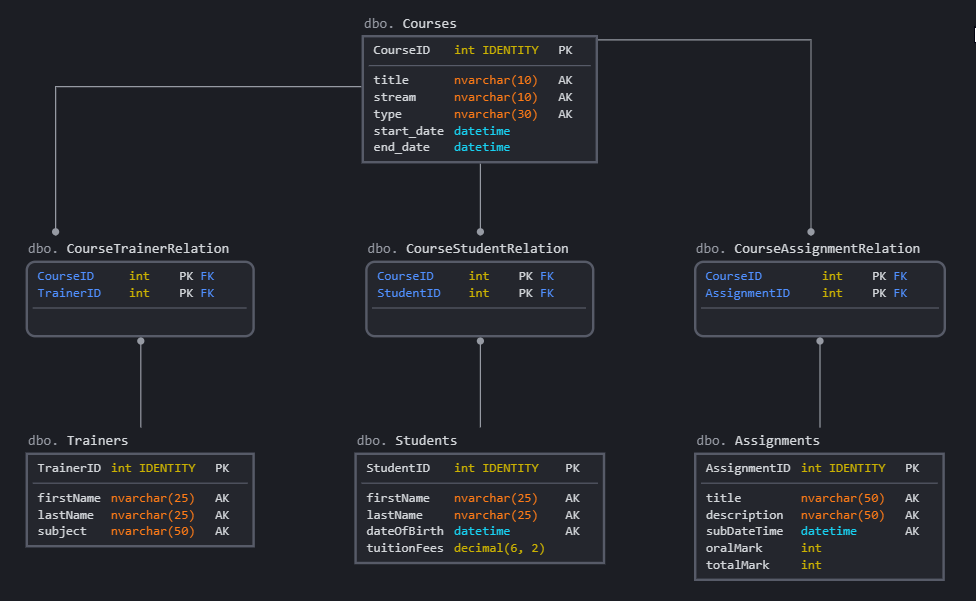 dbo. Courses
CourseID int IDENTITY PK
title nvarchar(10) AK
stream nvarchar(10) AK
type nvarchar(30) AK
start_date datetime
end_date datetime
dbo. CourseTrainerRelation
CourseID int PK FK
TrainerID int PK FK
dbo. CourseStudentRelation
CourseID int PK FK
StudentID int PK FK
dbo. CourseAssignmentRelation
CourseID int PK FK
AssignmentID int PK FK
dbo. Trainers
TrainerID int IDENTITY PK
firstName nvarchar(25) AK
lastName nvarchar(25) AK
subject nvarchar(50) AK
dbo. Students
StudentID int IDENTITY PK
firstName nvarchar(25) AK
lastName nvarchar(25) AK
dateOfBirth datetime AK
tuitionFees decimal(6, 2)
dbo. Assignments
AssignmentID int IDENTITY PK
title nvarchar(50) AK
description nvarchar(50) AK
subDateTime datetime AK
oralMark int
totalMark int